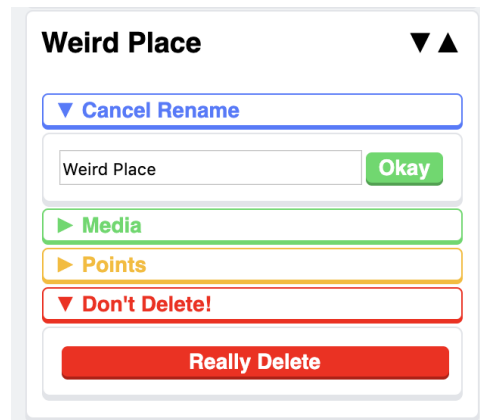 Weird Place ▼▲
▼ Cancel Rename
Weird Place Okay
▶ Media
▶ Points
▼ Don't Delete!
Really Delete